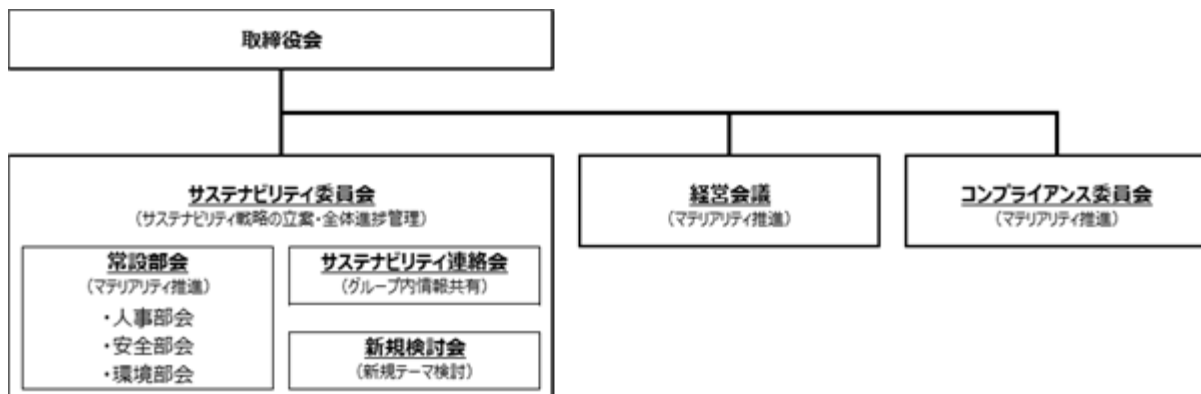 取締役会
サステナビリティ委員会
(サステナビリティ戦略の立案・全体進捗管理)
常設部会
(マテリアリティ推進)
・人事部会
・安全部会
・環境部会
サステナビリティ連絡会
(グループ内情報共有)
新規検討会
(新規テーマ検討)
経営会議
(マテリアリティ推進)
コンプライアンス委員会
(マテリアリティ推進)